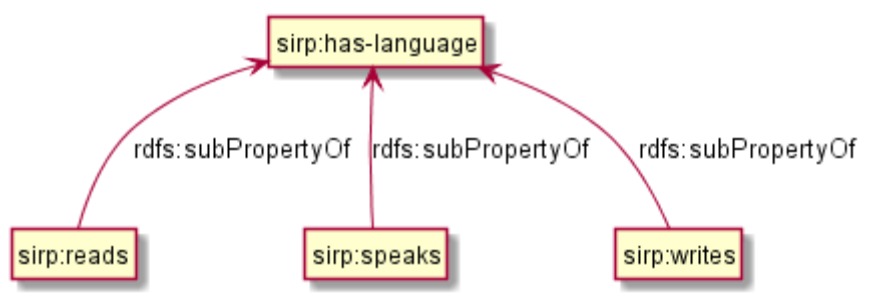 sirp:has-language
rdfs:subPropertyOf
rdfs:subPropertyOf
rdfs:subPropertyOf
sirp:reads
sirp:speaks
sirp:writes